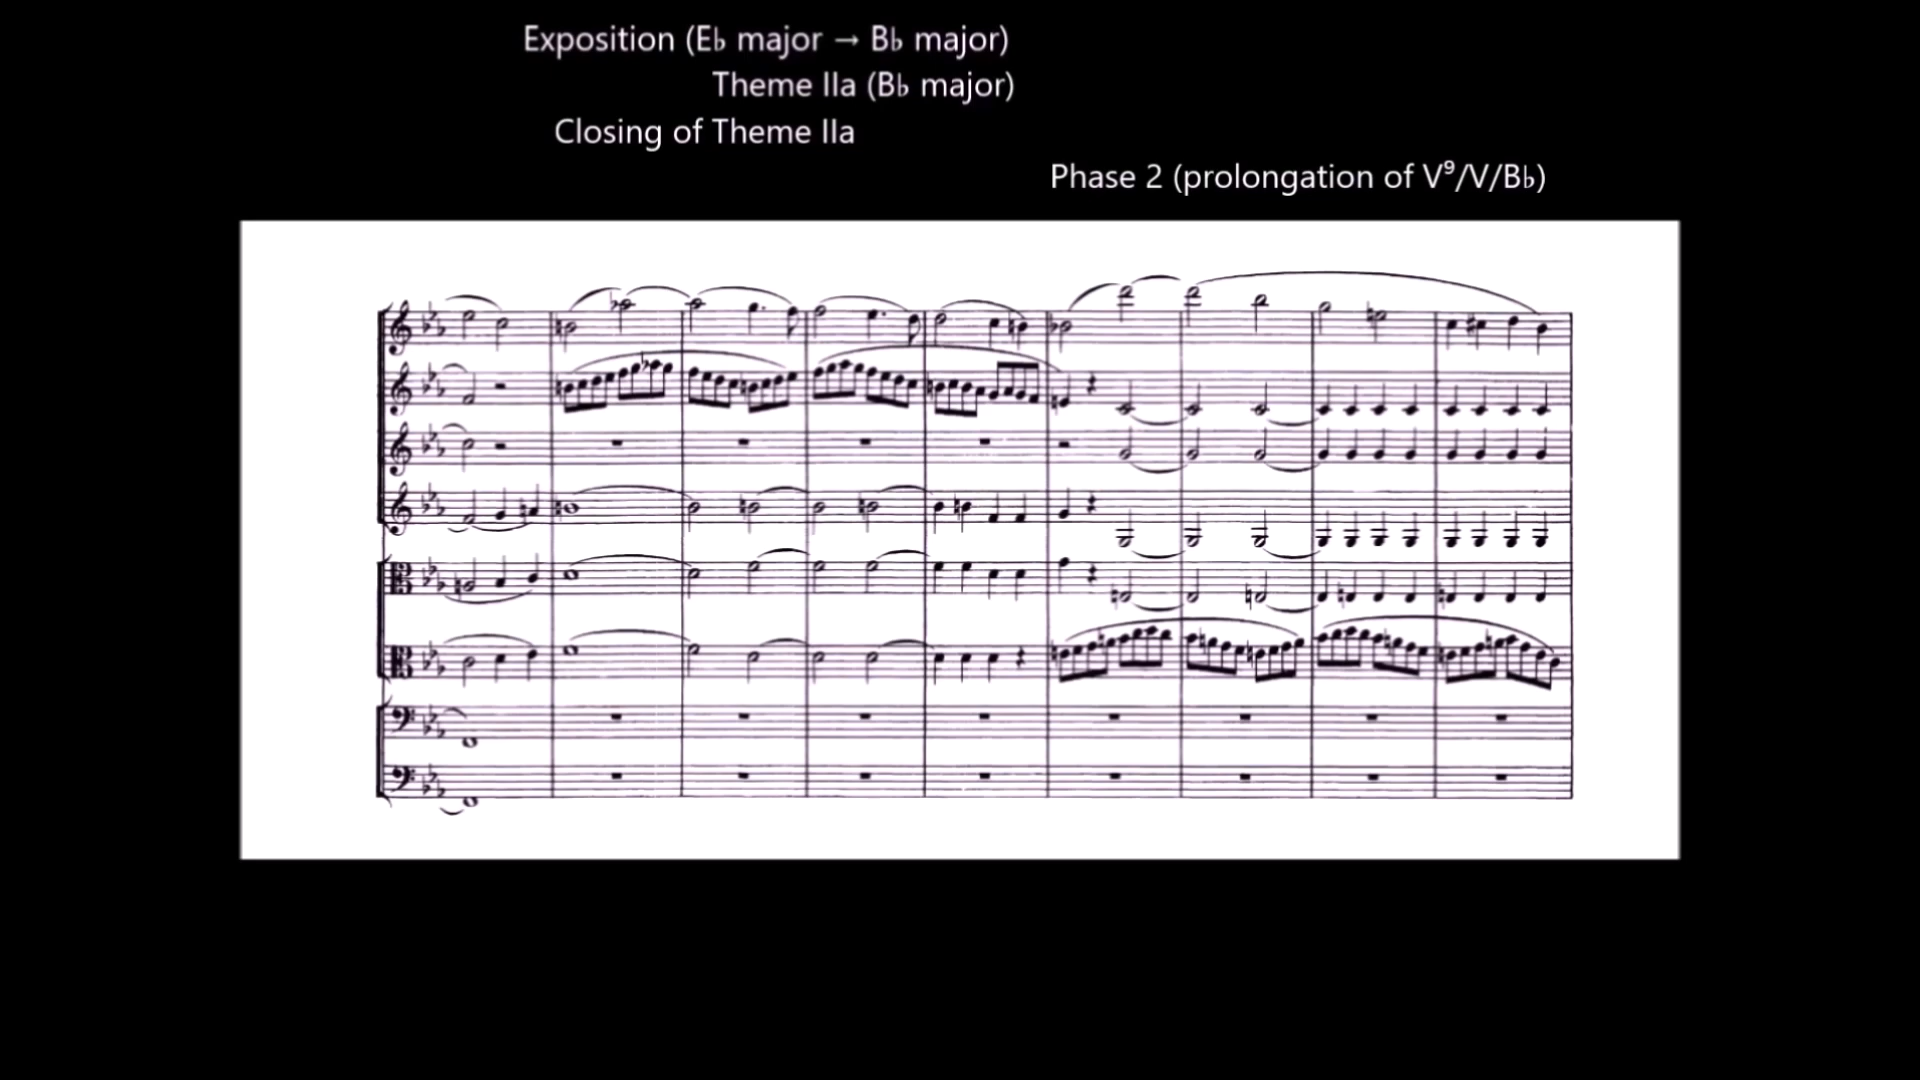 Exposition (E♭ major → B♭ major)
Theme IIa (B♭ major)
Closing of Theme IIa
Phase 2 (prolongation of V⁹/V/B♭)